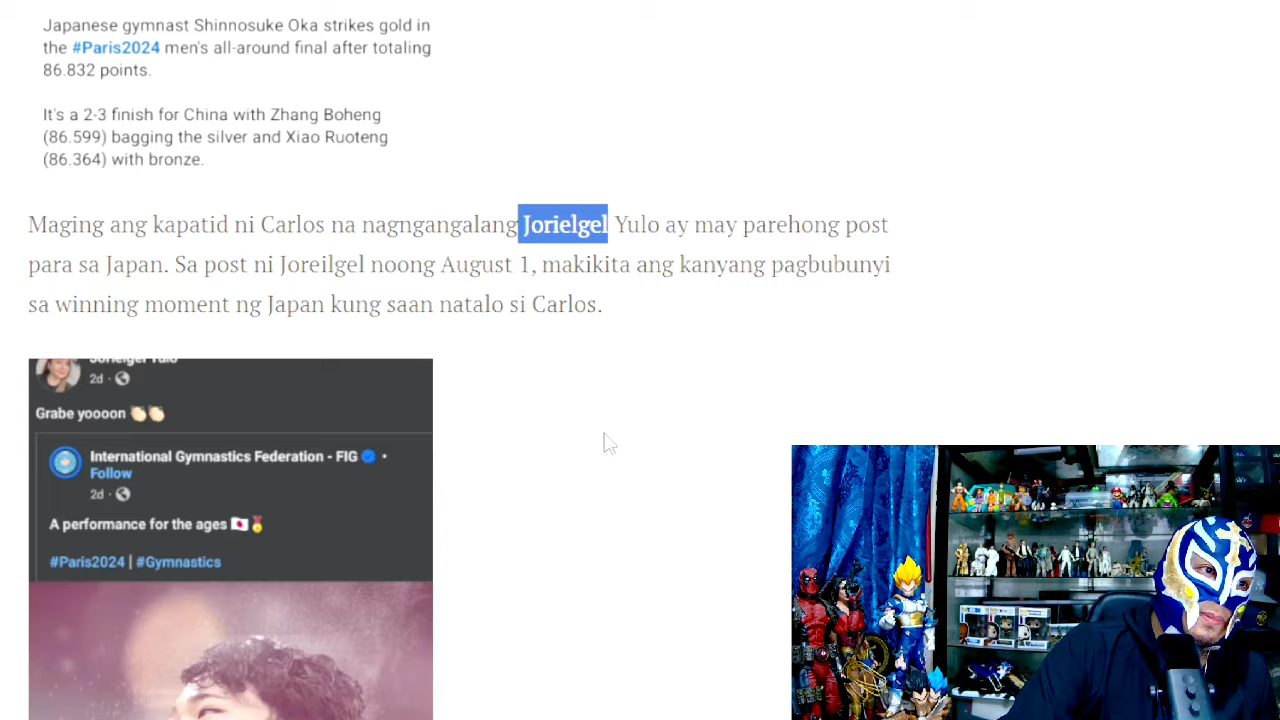 Japanese gymnast Shinnosuke Oka strikes gold in
the #Paris2024 men's all-around final after totaling
86.832 points.
It's a 2-3 finish for China with Zhang Boheng
(86.599) bagging the silver and Xiao Ruoteng
(86.364) with bronze.
Maging ang kapatid ni Carlos na nagngangalang Jorielgel Yulo ay may parehong post
para sa Japan. Sa post ni Joreilgel noong August 1, makikita ang kanyang pagbubunyi
sa winning moment ng Japan kung saan natalo si Carlos.
Jorielgel Yulo
2d ·
Grabe yoooon 👏🏻👏🏻
International Gymnastics Federation - FIG ·
Follow
2d ·
A performance for the ages 🇯🇵🏅
#Paris2024 | #Gymnastics